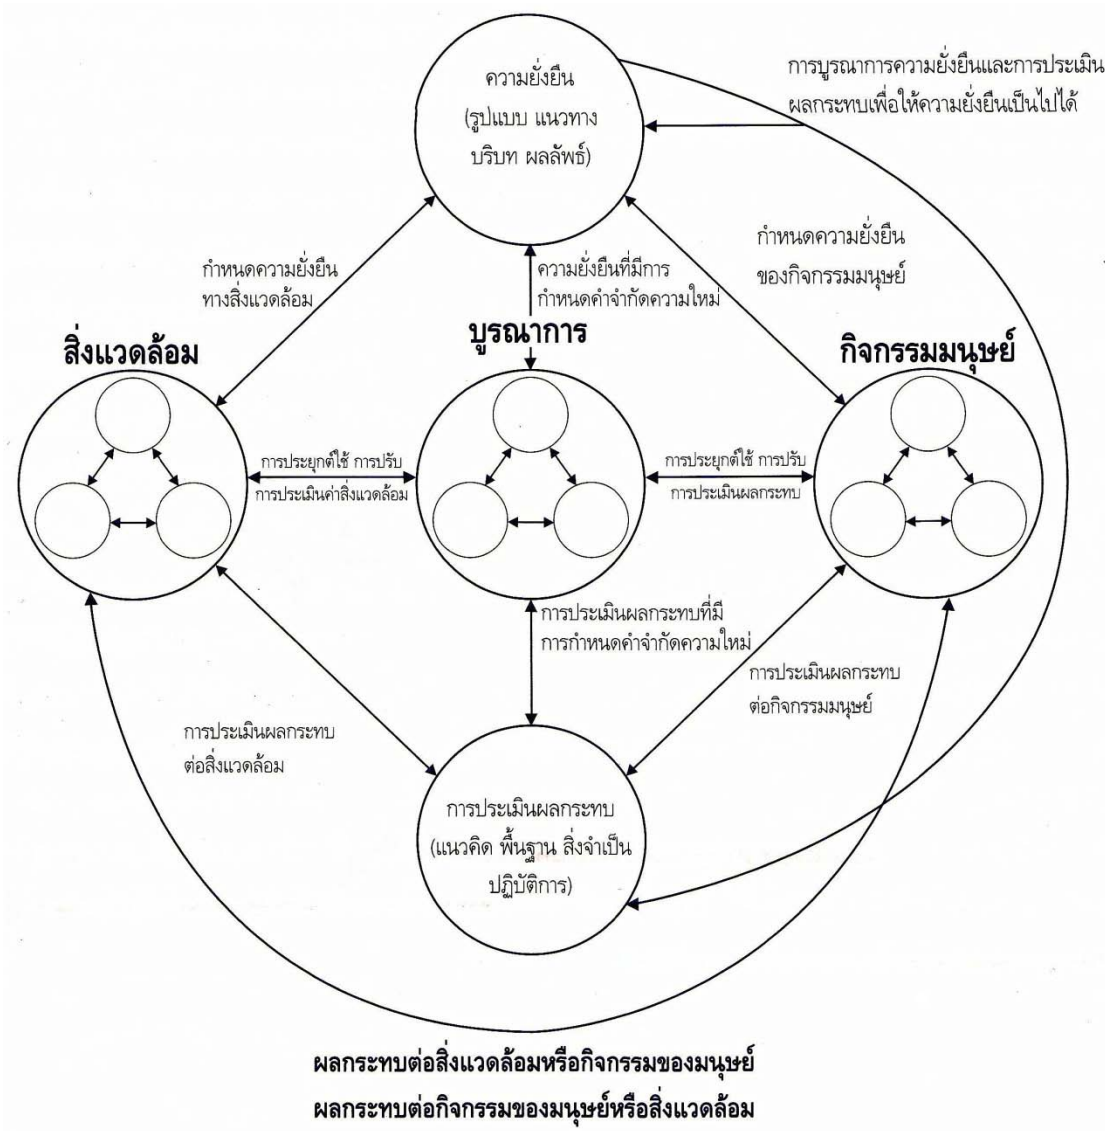 ความยั่งยืน
(รูปแบบ แนวทาง
บริบท ผลลัพธ์)
การบูรณาการความยั่งยืนและการประเมิน
ผลกระทบเพื่อให้ความยั่งยืนเป็นไปได้
กำหนดความยั่งยืน
ทางสิ่งแวดล้อม
ความยั่งยืนที่มีการ
กำหนดคำจำกัดความใหม่
กำหนดความยั่งยืน
ของกิจกรรมมนุษย์
สิ่งแวดล้อม
บูรณาการ
กิจกรรมมนุษย์
การประยุกต์ใช้ การปรับ
การประเมินค่าสิ่งแวดล้อม
การประยุกต์ใช้ การปรับ
การประเมินผลกระทบ
การประเมินผลกระทบที่มี
การกำหนดคำจำกัดความใหม่
การประเมินผลกระทบ
ต่อกิจกรรมมนุษย์
การประเมินผลกระทบ
ต่อสิ่งแวดล้อม
การประเมินผลกระทบ
(แนวคิด พื้นฐาน สิ่งจำเป็น
ปฏิบัติการ)
ผลกระทบต่อสิ่งแวดล้อมหรือกิจกรรมของมนุษย์
ผลกระทบต่อกิจกรรมของมนุษย์หรือสิ่งแวดล้อม